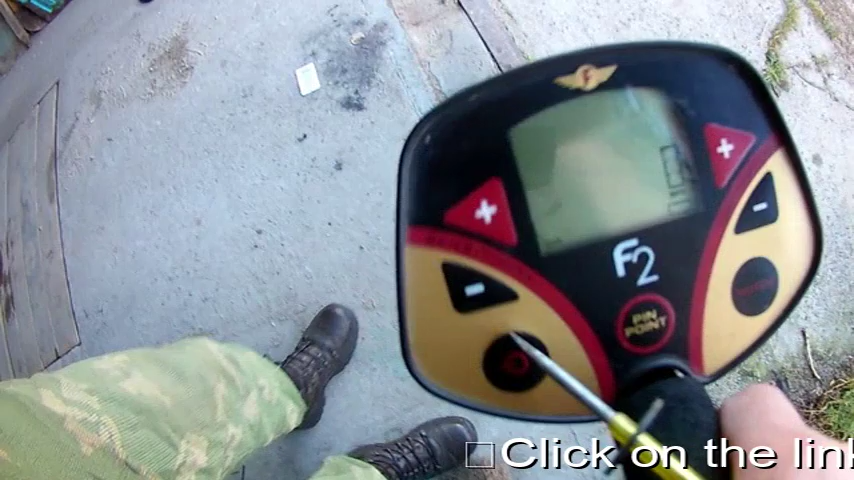 F
+
+
-
-
F2
PIN
POINT
Click on the lin